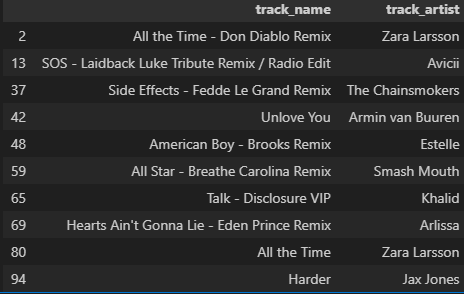 track_name track_artist
2 All the Time - Don Diablo Remix Zara Larsson
13 SOS - Laidback Luke Tribute Remix / Radio Edit Avicii
37 Side Effects - Fedde Le Grand Remix The Chainsmokers
42 Unlove You Armin van Buuren
48 American Boy - Brooks Remix Estelle
59 All Star - Breathe Carolina Remix Smash Mouth
65 Talk - Disclosure VIP Khalid
69 Hearts Ain't Gonna Lie - Eden Prince Remix Arlissa
80 All the Time Zara Larsson
94 Harder Jax Jones